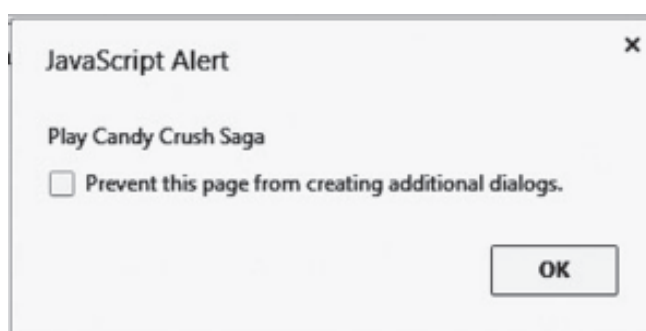 JavaScript Alert
Play Candy Crush Saga
Prevent this page from creating additional dialogs.
OK